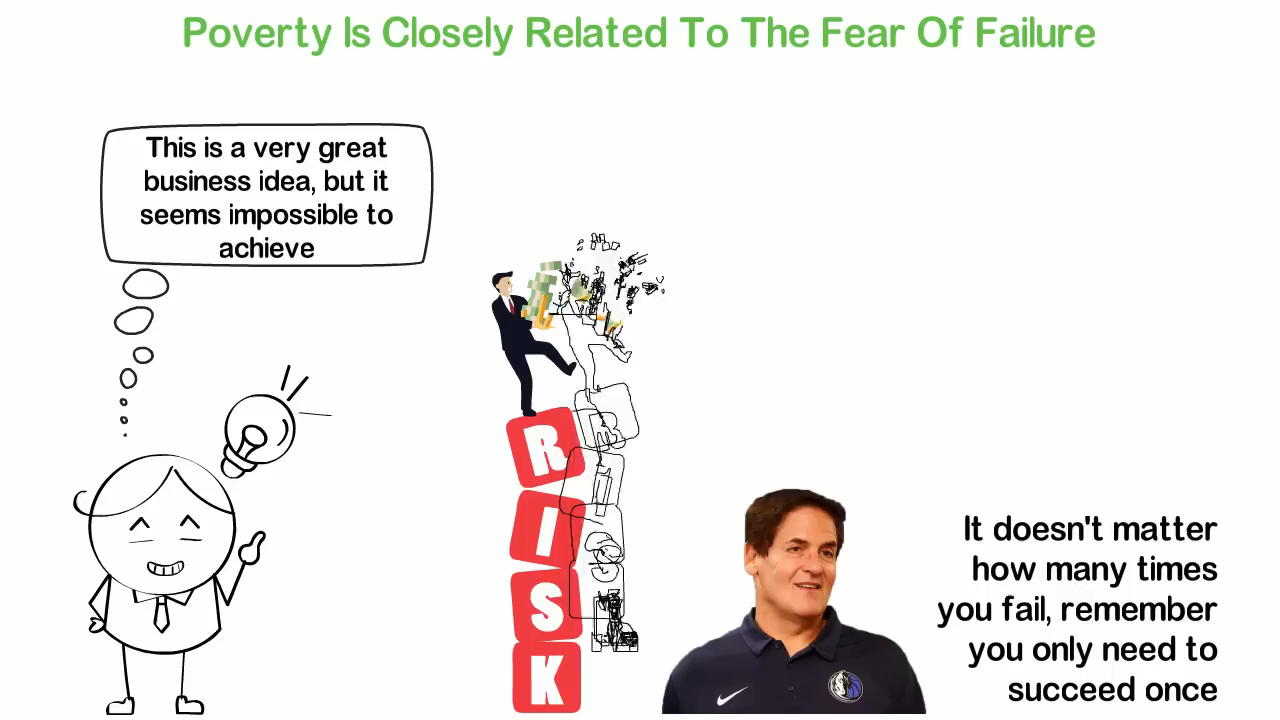 Poverty Is Closely Related To The Fear Of Failure
This is a very great
business idea, but it
seems impossible to
achieve
R
I
S
K
It doesn't matter
how many times
you fail, remember
you only need to
succeed once